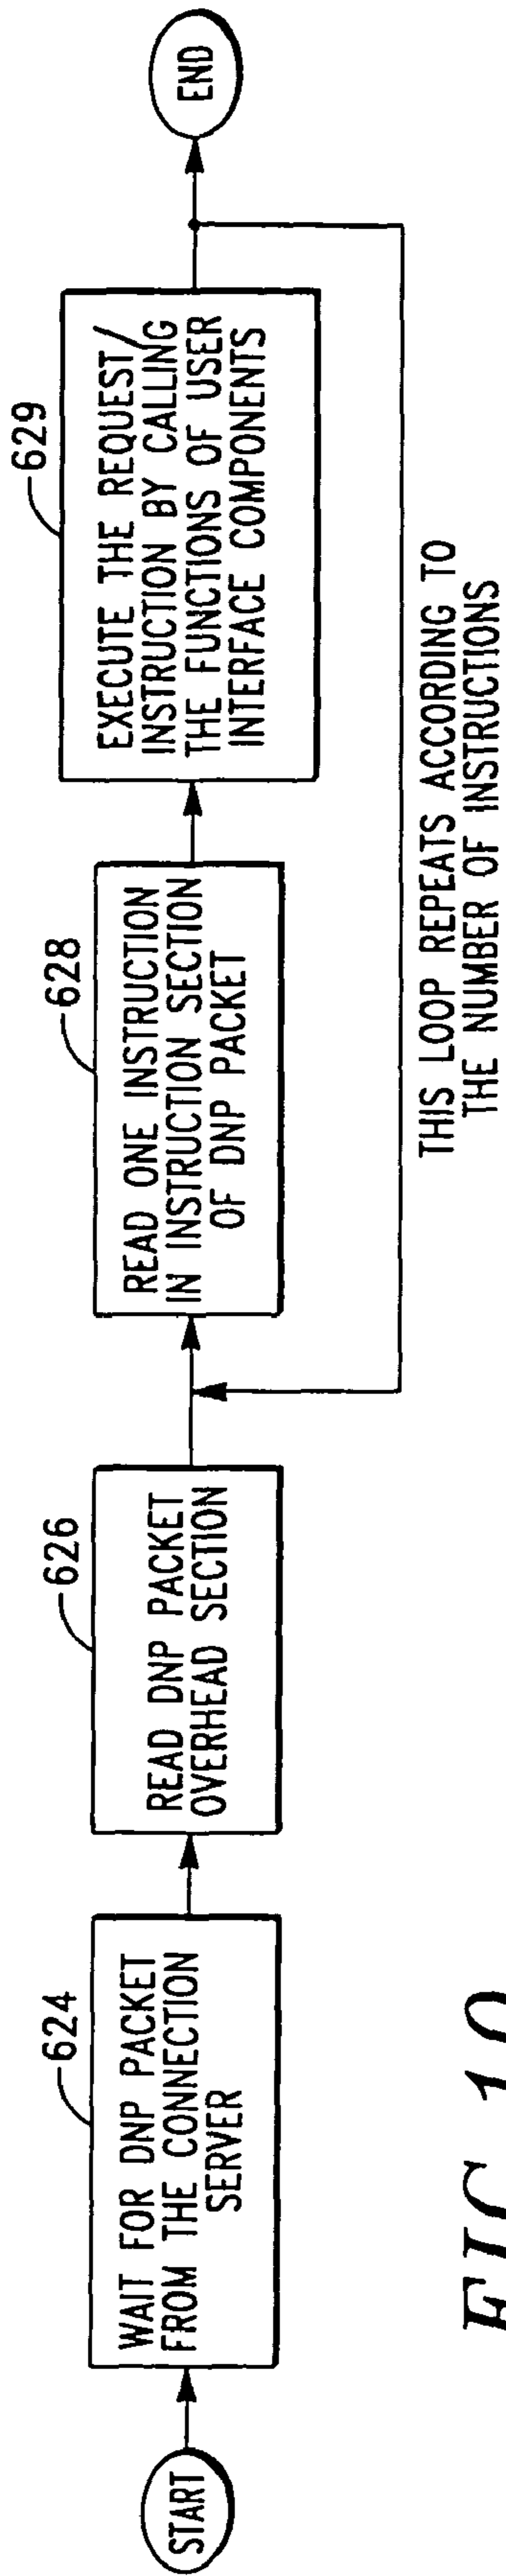 START
624
WAIT FOR DNP PACKET
FROM THE CONNECTION
SERVER
626
READ DNP PACKET
OVERHEAD SECTION
628
READ ONE INSTRUCTION
IN INSTRUCTION SECTION
OF DNP PACKET
629
EXECUTE THE REQUEST/
INSTRUCTION BY CALLING
THE FUNCTIONS OF USER
INTERFACE COMPONENTS
END
THIS LOOP REPEATS ACCORDING TO
THE NUMBER OF INSTRUCTIONS
FIG